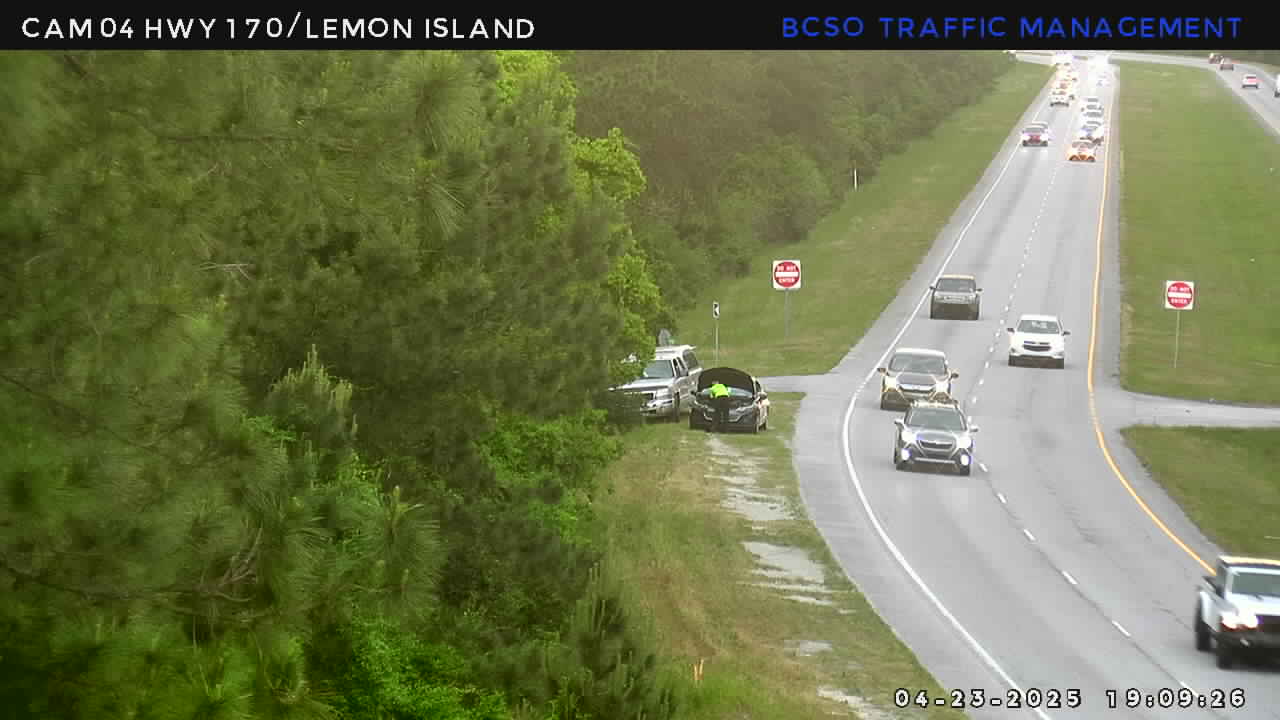 CAM04 HWY 170/LEMON ISLAND
BCSO TRAFFIC MANAGEMENT
DO NOT
ENTER
DO NOT
ENTER
04-23-2025 19:09:26